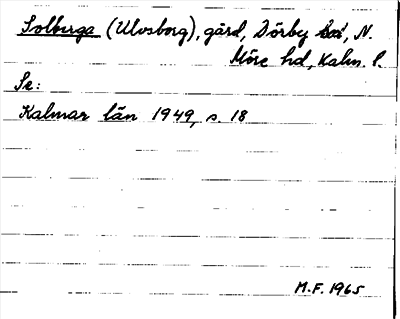 Solberga (Ulvsborg), gård, Dörby sn, N.
Möre hd, Kalm. l.
Se:
Kalmar län 1949, s. 18
M.F. 1965